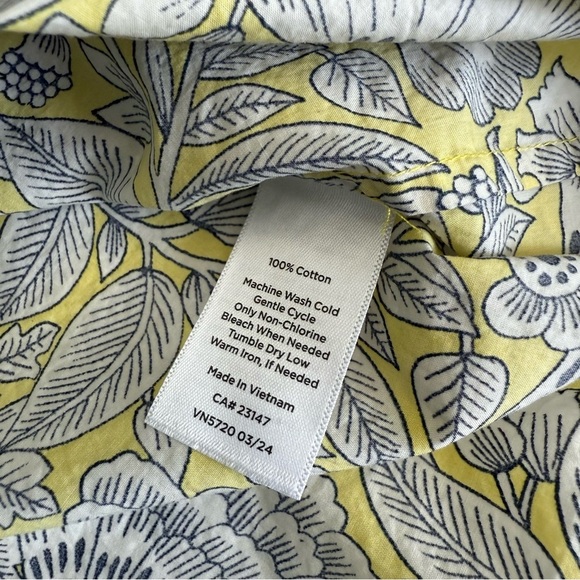 100% Cotton
Machine Wash Cold
Gentle Cycle
Only Non-Chlorine
Bleach When Needed
Tumble Dry Low
Warm Iron, If Needed
Made In Vietnam
CA# 23147
VN5720 03/24